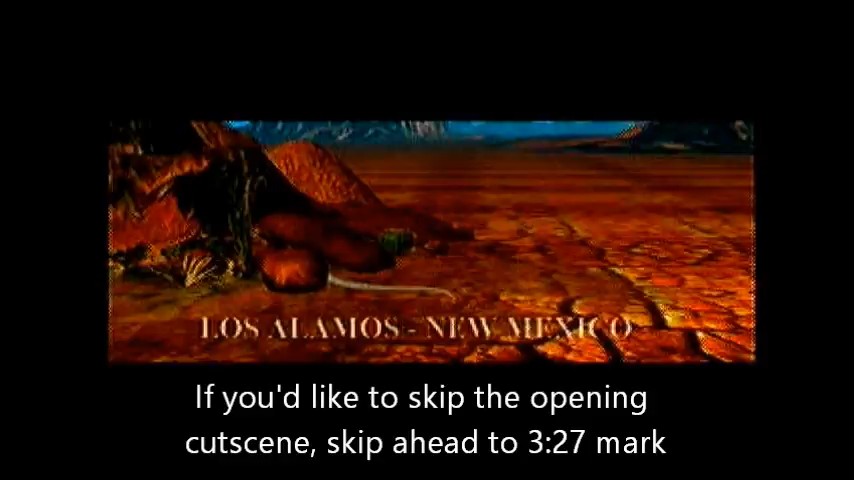 LOS ALAMOS - NEW MEXICO
If you'd like to skip the opening
cutscene, skip ahead to 3:27 mark